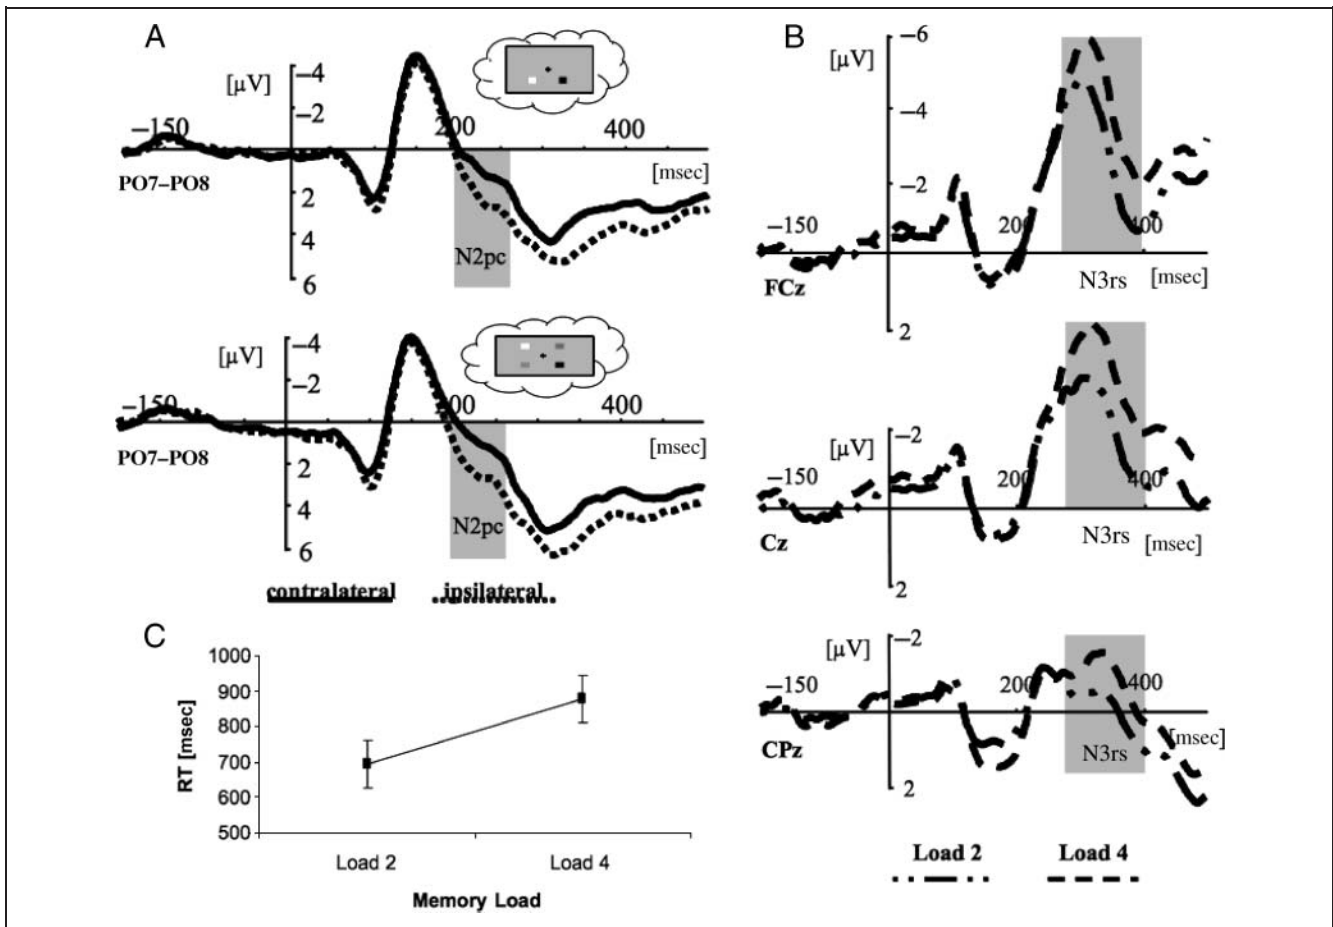 A
[μV]
−4
−2
−150
200
400
[msec]
PO7–PO8
2
4
6
N2pc
[μV]
−4
−2
−150
200
400
[msec]
PO7–PO8
2
4
6
N2pc
contralateral ipsilateral
B
[μV]
−6
−4
−2
−150
200
400
FCz
N3rs
[msec]
2
[μV]
−2
−150
200
400
Cz
N3rs
[msec]
2
[μV]
−2
−150
200
400
CPz
N3rs
[msec]
2
Load 2 Load 4
C
RT [msec]
1000
900
800
700
600
500
Load 2 Load 4
Memory Load